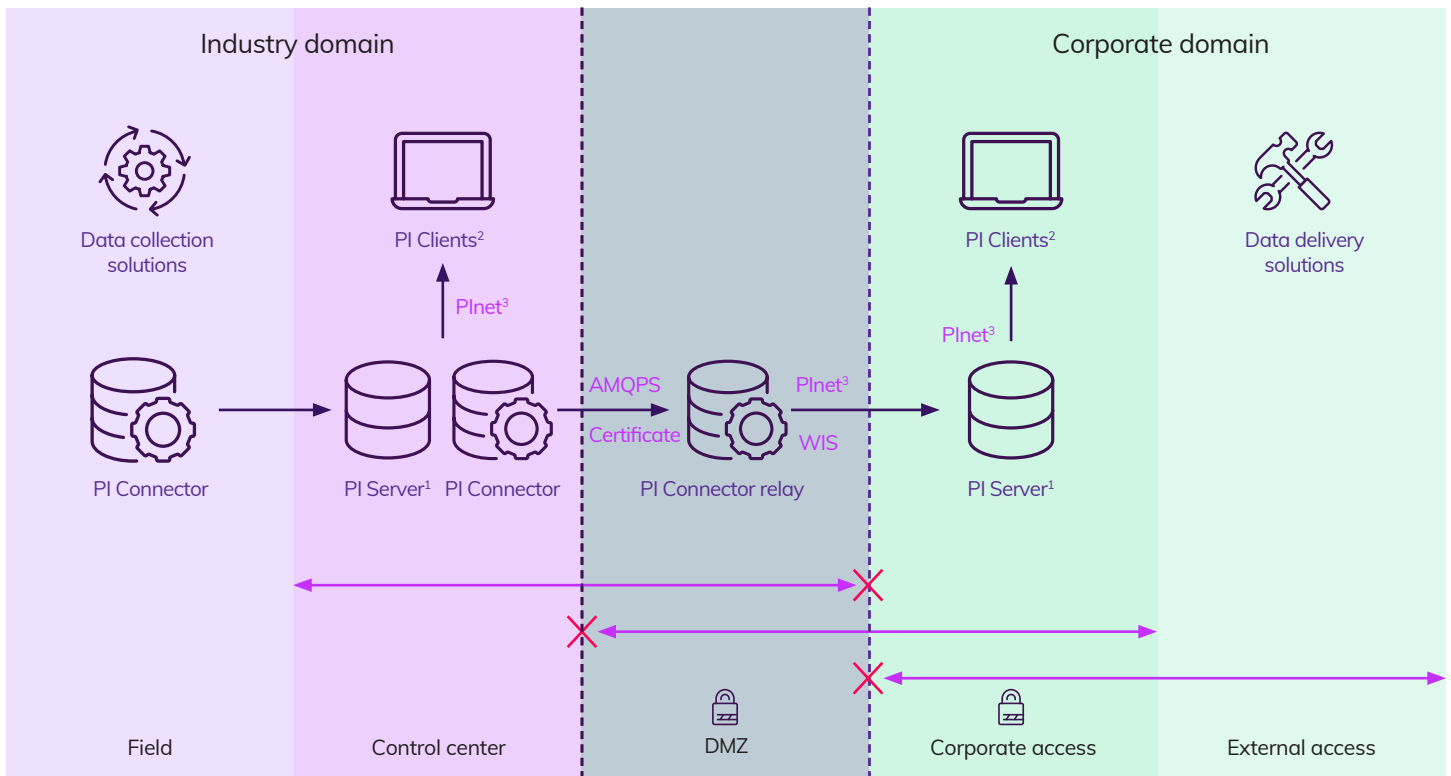 Industry domain
Corporate domain
Data collection
solutions
PI Clients²
PI Clients²
Data delivery
solutions
PInet³
PInet³
AMQPS
Certificate
PInet³
WIS
PI Connector
PI Server¹
PI Connector
PI Connector relay
PI Server¹
Field
Control center
DMZ
Corporate access
External access